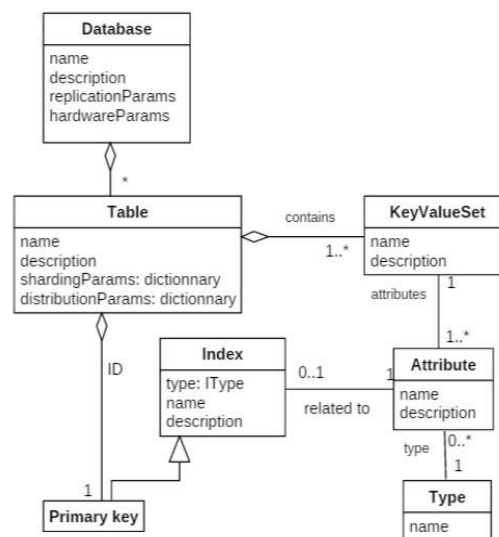 Database
name
description
replicationParams
hardwareParams
*
Table
name
description
shardingParams: dictionnary
distributionParams: dictionnary
contains
1..*
KeyValueSet
name
description
attributes
1
1..*
ID
Index
type: IType
name
description
0..1
related to
1
Attribute
name
description
type
0..*
1
1
Primary key
Type
name